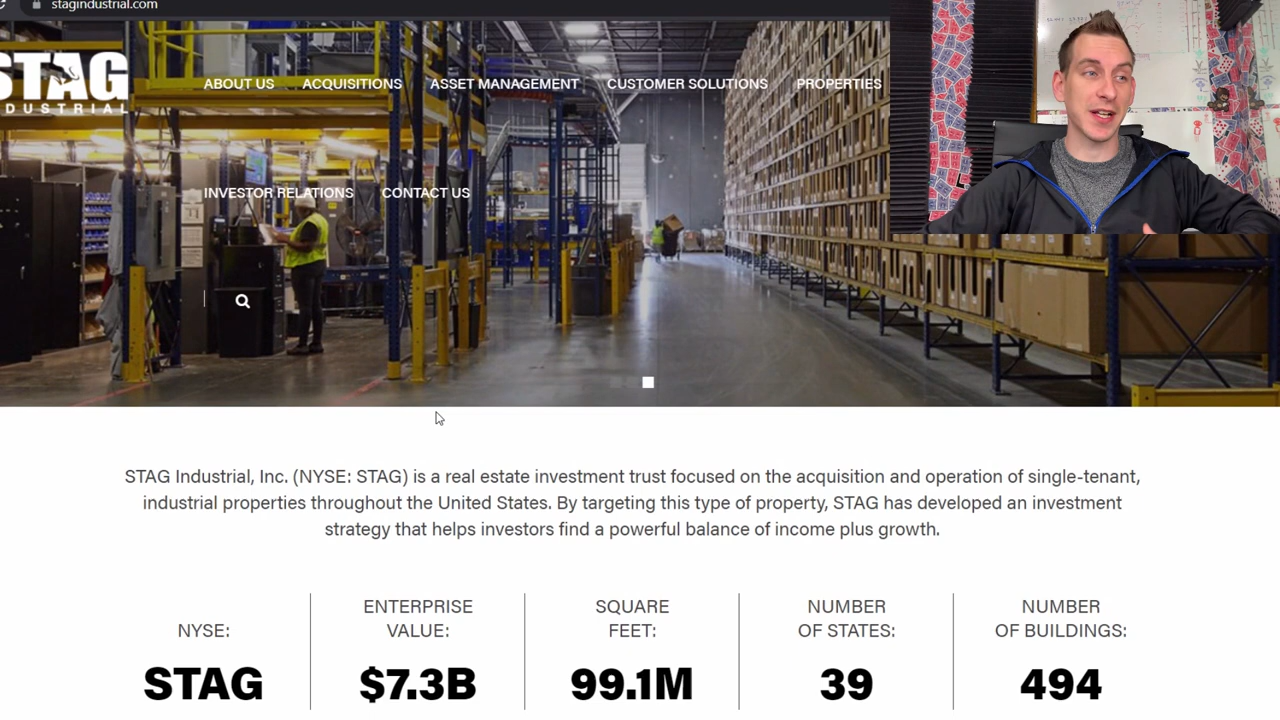 stagindustrial.com
STAG
INDUSTRIAL
ABOUT US ACQUISITIONS ASSET MANAGEMENT CUSTOMER SOLUTIONS PROPERTIES
INVESTOR RELATIONS CONTACT US
STAG Industrial, Inc. (NYSE: STAG) is a real estate investment trust focused on the acquisition and operation of single-tenant,
industrial properties throughout the United States. By targeting this type of property, STAG has developed an investment
strategy that helps investors find a powerful balance of income plus growth.
NYSE:
STAG
ENTERPRISE
VALUE:
$7.3B
SQUARE
FEET:
99.1M
NUMBER
OF STATES:
39
NUMBER
OF BUILDINGS:
494